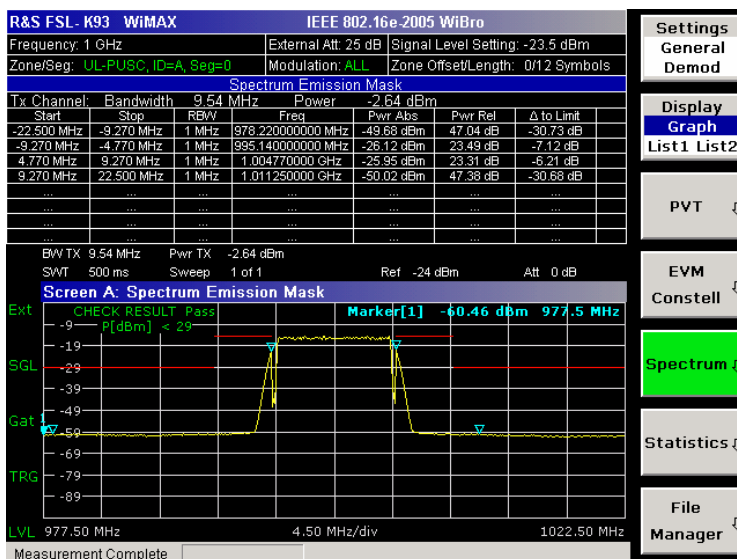 R&S FSL- K93 WiMAX IEEE 802.16e-2005 WiBro
Frequency: 1 GHz External Att: 25 dB Signal Level Setting: -23.5 dBm
Zone/Seg: UL-PUSC, ID=A, Seg=0 Modulation: ALL Zone Offset/Length: 0/12 Symbols
Spectrum Emission Mask
Tx Channel: Bandwidth 9.54 MHz Power -2.64 dBm
Start Stop RBW Freq Pwr Abs Pwr Rel Δ to Limit
-22.500 MHz -9.270 MHz 1 MHz 978.220000000 MHz -49.68 dBm 47.04 dB -30.73 dB
-9.270 MHz -4.770 MHz 1 MHz 995.140000000 MHz -26.12 dBm 23.49 dB -7.12 dB
4.770 MHz 9.270 MHz 1 MHz 1.004770000 GHz -25.95 dBm 23.31 dB -6.21 dB
9.270 MHz 22.500 MHz 1 MHz 1.011250000 GHz -50.02 dBm 47.38 dB -30.68 dB
... ... ... ... ... ... ...
... ... ... ... ... ... ...
... ... ... ... ... ... ...
... ... ... ... ... ... ...
BW TX 9.54 MHz Pwr TX -2.64 dBm
SWT 500 ms Sweep 1 of 1 Ref -24 dBm Att 0 dB
Screen A: Spectrum Emission Mask
Ext CHECK RESULT Pass Marker[1] -60.46 dBm 977.5 MHz
-9 P[dBm] < 29
-19
SGL -29
-39
-49
Gat 1
-59
-69
TRG -79
-89
LVL 977.50 MHz 4.50 MHz/div 1022.50 MHz
Measurement Complete
Settings
General
Demod
Display
Graph
List1 List2
PVT
EVM
Constell
Spectrum
Statistics
File
Manager